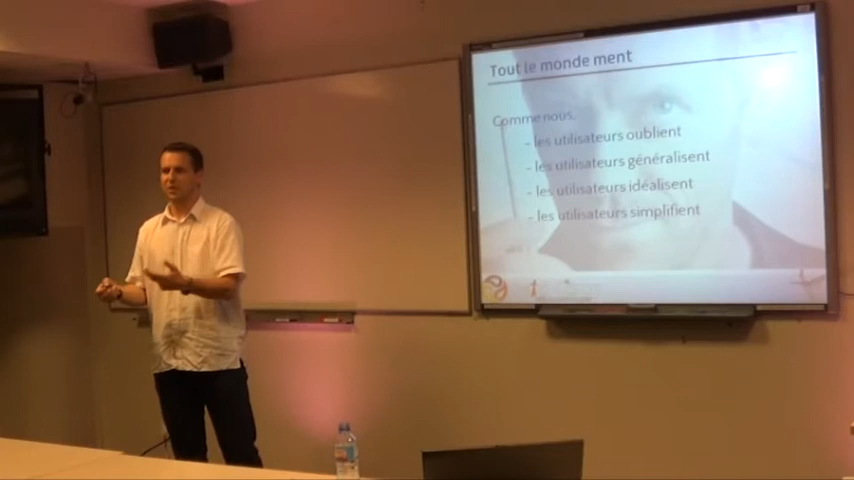 Tout le monde ment
Comme nous.
- les utilisateurs oublient
- les utilisateurs généralisent
- les utilisateurs idéalisent
- les utilisateurs simplifient